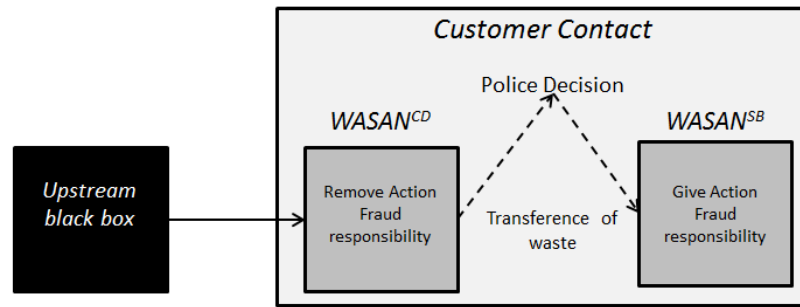 Customer Contact
Police Decision
WASANᶜᴰ
WASANˢᴮ
Upstream
black box
Remove Action
Fraud
responsibility
Transference of
waste
Give Action
Fraud
responsibility